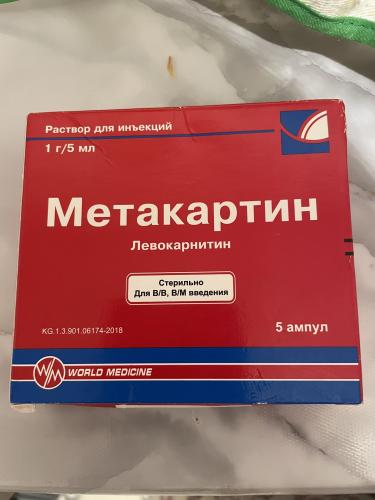 Раствор для инъекций
1 г/5 мл
Метакартин
Левокарнитин
Стерильно
Для В/В, В/М введения
KG.1.3.901.06174-2018
5 ампул
WM WORLD MEDICINE